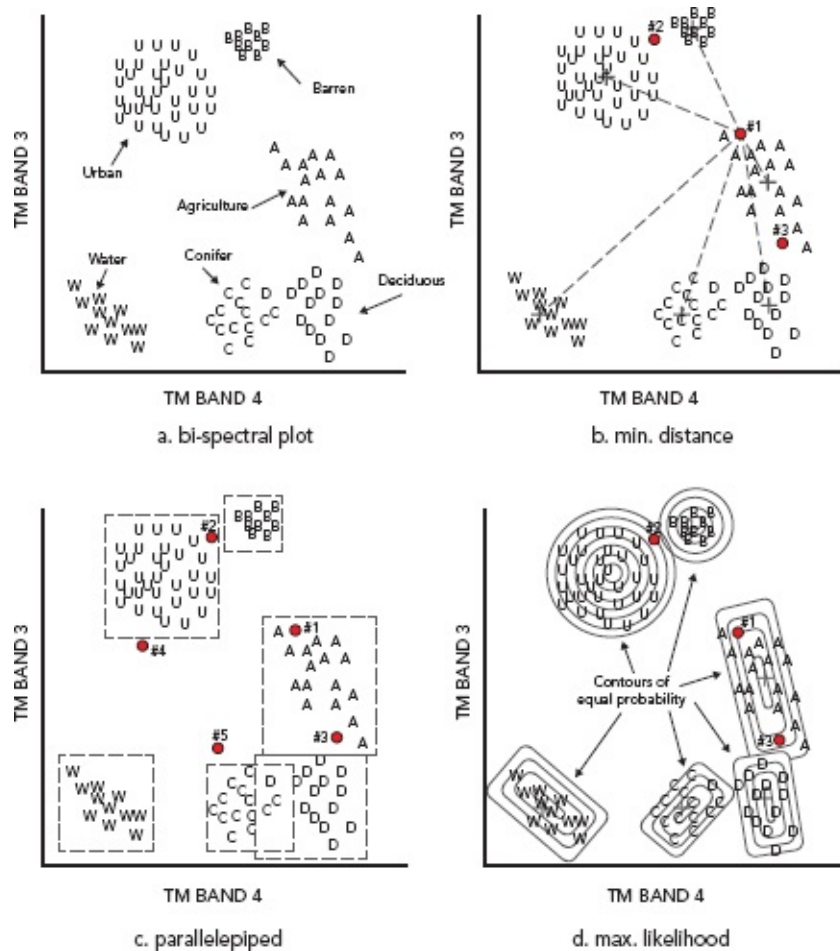 TM BAND 3
Urban
Barren
Agriculture
Water
Conifer
Deciduous
TM BAND 4
a. bi-spectral plot
TM BAND 3
#2
#1
#3
TM BAND 4
b. min. distance
TM BAND 3
#2
#4
#1
#3
#5
TM BAND 4
c. parallelepiped
TM BAND 3
#2
#1
Contours of
equal probability
#3
TM BAND 4
d. max. likelihood